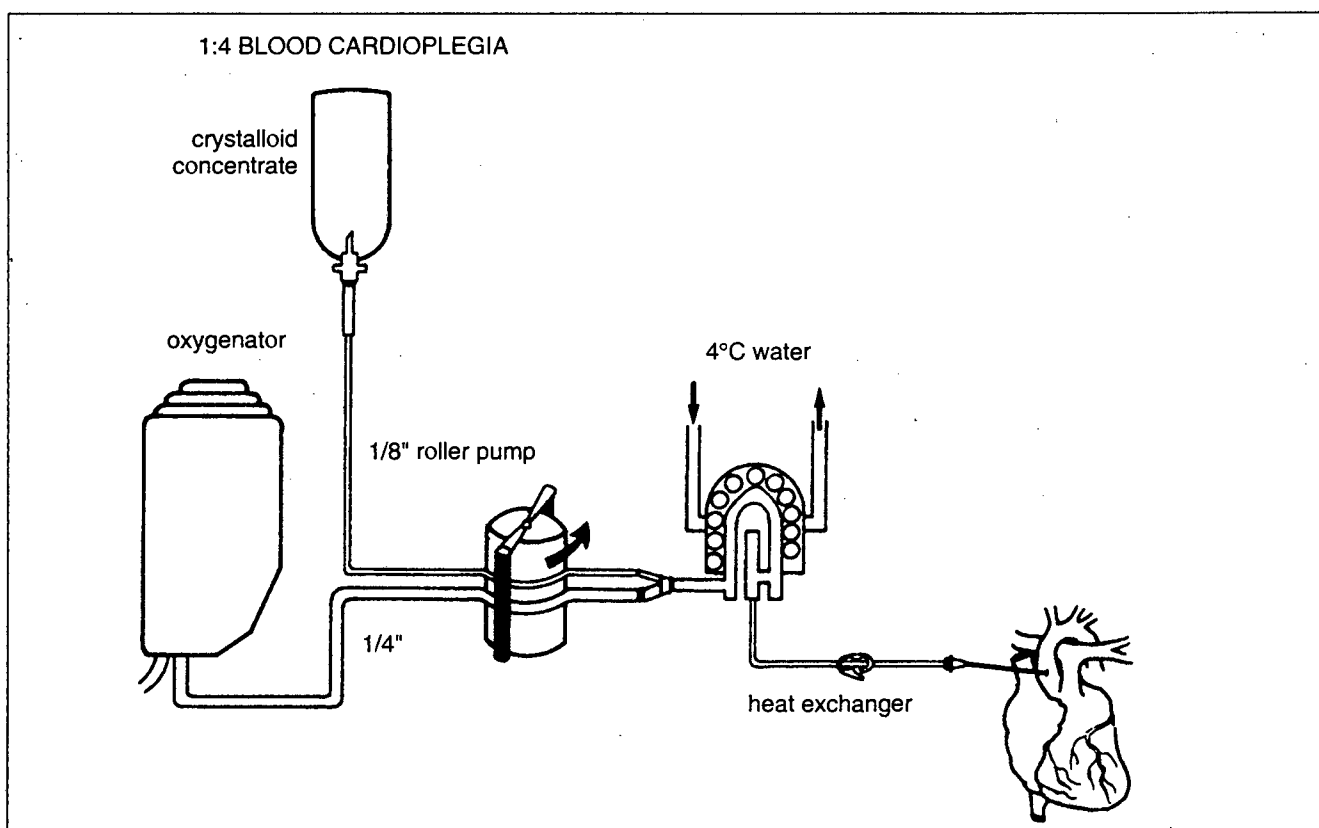 1:4 BLOOD CARDIOPLEGIA
crystalloid
concentrate
oxygenator
4°C water
1/8" roller pump
1/4"
heat exchanger